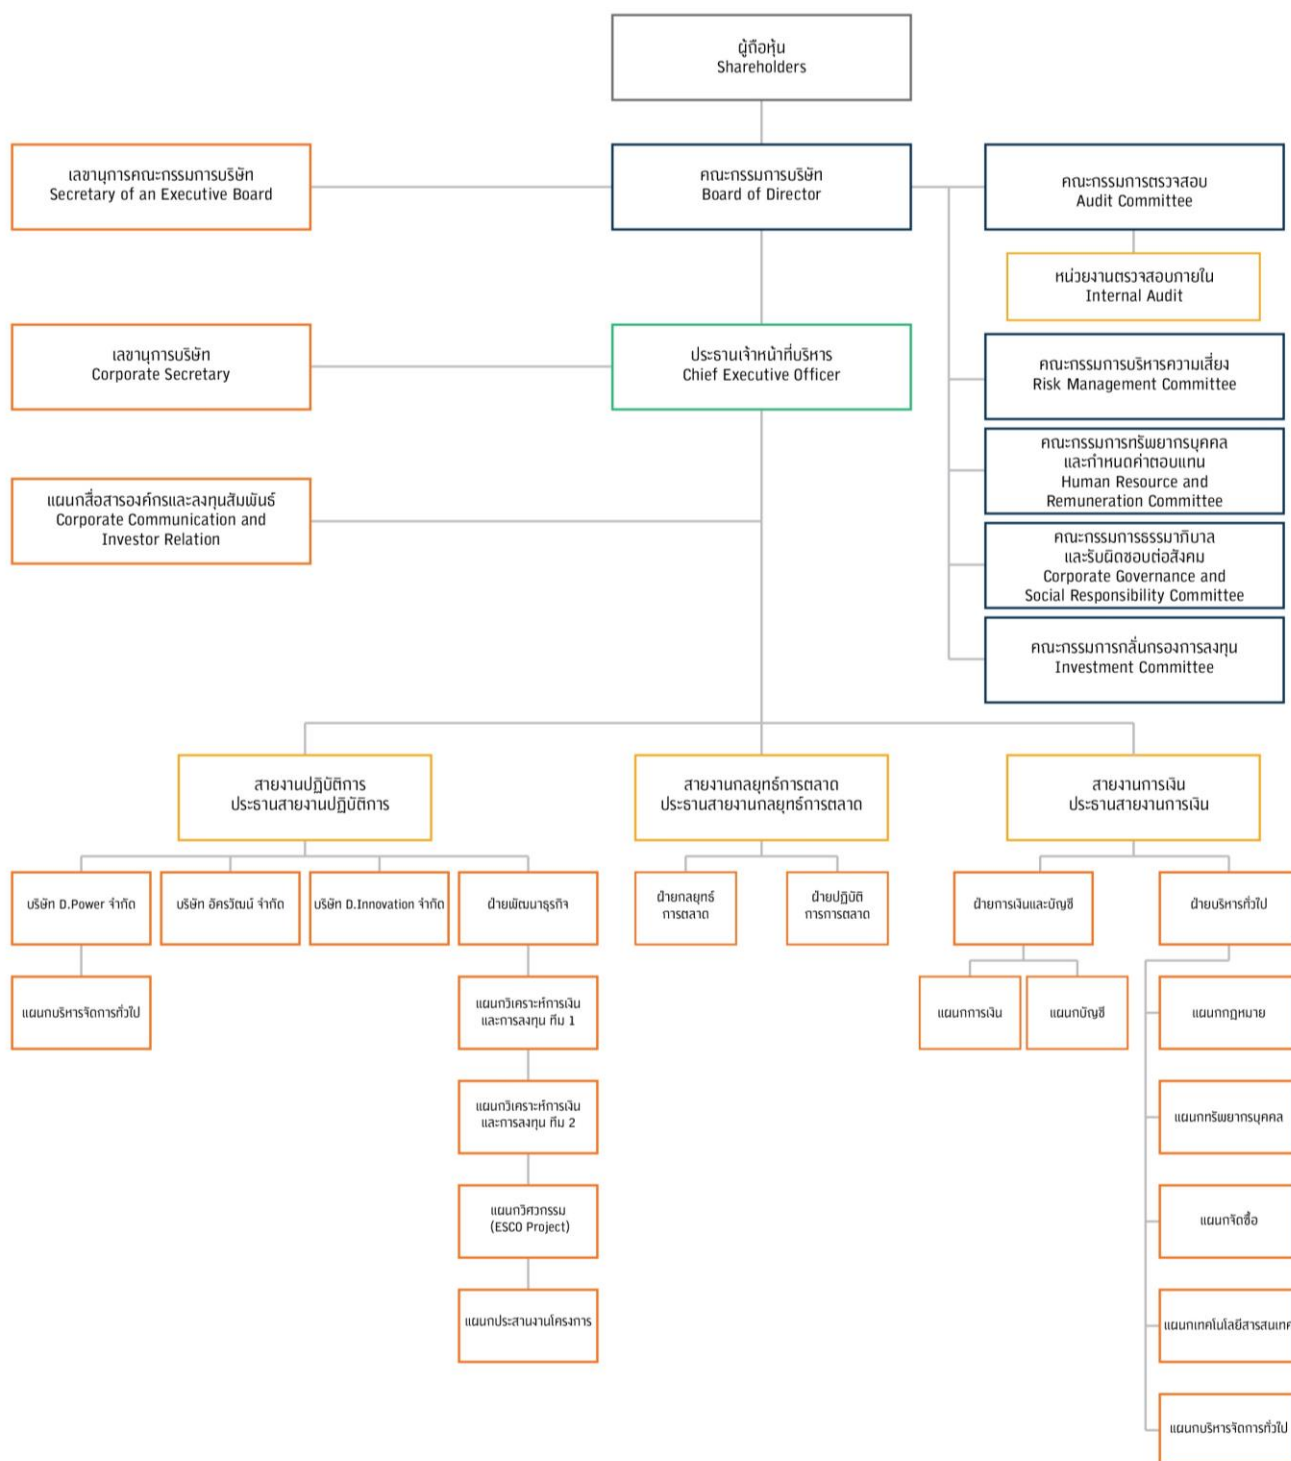 ผู้ถือหุ้น
Shareholders
เลขานุการคณะกรรมการบริษัท
Secretary of an Executive Board
คณะกรรมการบริษัท
Board of Director
คณะกรรมการตรวจสอบ
Audit Committee
หน่วยงานตรวจสอบภายใน
Internal Audit
เลขานุการบริษัท
Corporate Secretary
ประธานเจ้าหน้าที่บริหาร
Chief Executive Officer
คณะกรรมการบริหารความเสี่ยง
Risk Management Committee
คณะกรรมการทรัพยากรบุคคล
และกำหนดค่าตอบแทน
Human Resource and
Remuneration Committee
แผนกสื่อสารองค์กรและลงทุนสัมพันธ์
Corporate Communication and
Investor Relation
คณะกรรมการธรรมาภิบาล
และรับผิดชอบต่อสังคม
Corporate Governance and
Social Responsibility Committee
คณะกรรมการกลั่นกรองการลงทุน
Investment Committee
สายงานปฏิบัติการ
ประธานสายงานปฏิบัติการ
สายงานกลยุทธ์การตลาด
ประธานสายงานกลยุทธ์การตลาด
สายงานการเงิน
ประธานสายงานการเงิน
บริษัท D.Power จำกัด
บริษัท อัครวัฒน์ จำกัด
บริษัท D.Innovation จำกัด
ฝ่ายพัฒนาธุรกิจ
ฝ่ายกลยุทธ์
การตลาด
ฝ่ายปฏิบัติ
การการตลาด
ฝ่ายการเงินและบัญชี
ฝ่ายบริหารทั่วไป
แผนกบริหารจัดการทั่วไป
แผนกวิเคราะห์การเงิน
และการลงทุน ทีม 1
แผนกการเงิน
แผนกบัญชี
แผนกกฎหมาย
แผนกวิเคราะห์การเงิน
และการลงทุน ทีม 2
แผนกทรัพยากรบุคคล
แผนกวิศวกรรม
(ESCO Project)
แผนกจัดซื้อ
แผนกประสานงานโครงการ
แผนกเทคโนโลยีสารสนเทศ
แผนกบริหารจัดการทั่วไป